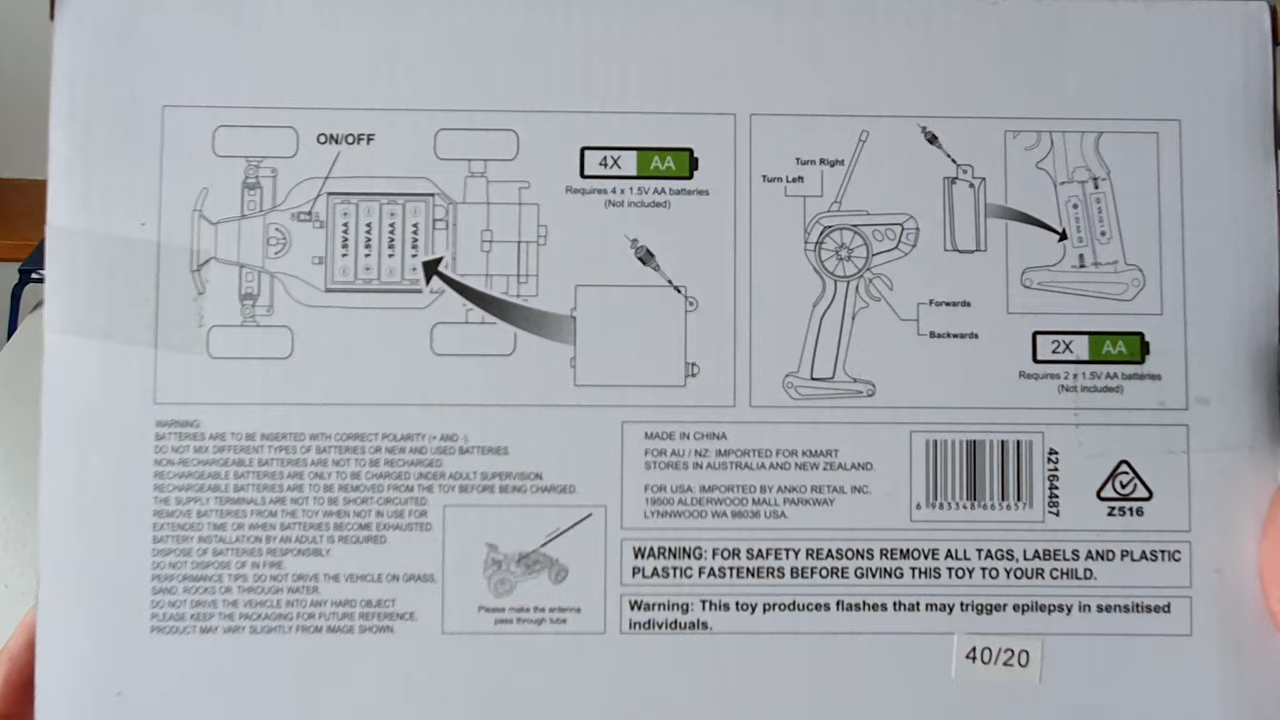 ON/OFF
1.5V AA
1.5V AA
1.5V AA
1.5V AA
4X AA
Requires 4 x 1.5V AA batteries
(Not included)
Turn Right
Turn Left
Forwards
Backwards
2X AA
Requires 2 x 1.5V AA batteries
(Not included)
WARNING:
BATTERIES ARE TO BE INSERTED WITH CORRECT POLARITY (+ AND -).
DO NOT MIX DIFFERENT TYPES OF BATTERIES OR NEW AND USED BATTERIES.
NON-RECHARGEABLE BATTERIES ARE NOT TO BE RECHARGED.
RECHARGEABLE BATTERIES ARE ONLY TO BE CHARGED UNDER ADULT SUPERVISION.
RECHARGEABLE BATTERIES ARE TO BE REMOVED FROM THE TOY BEFORE BEING CHARGED.
THE SUPPLY TERMINALS ARE NOT TO BE SHORT-CIRCUITED.
REMOVE BATTERIES FROM THE TOY WHEN NOT IN USE FOR
EXTENDED TIME OR WHEN BATTERIES BECOME EXHAUSTED.
BATTERY INSTALLATION BY AN ADULT IS REQUIRED.
DISPOSE OF BATTERIES RESPONSIBLY.
DO NOT DISPOSE OF IN FIRE.
PERFORMANCE TIPS: DO NOT DRIVE THE VEHICLE ON GRASS,
SAND, ROCKS OR THROUGH WATER.
DO NOT DRIVE THE VEHICLE INTO ANY HARD OBJECT
PLEASE KEEP THE PACKAGING FOR FUTURE REFERENCE.
PRODUCT MAY VARY SLIGHTLY FROM IMAGE SHOWN.
Please make the antenna
pass through tube
MADE IN CHINA
FOR AU / NZ: IMPORTED FOR KMART
STORES IN AUSTRALIA AND NEW ZEALAND.
FOR USA: IMPORTED BY ANKO RETAIL INC.
19500 ALDERWOOD MALL PARKWAY
LYNNWOOD WA 98036 USA.
6 983348 665657
42164487
Z516
WARNING: FOR SAFETY REASONS REMOVE ALL TAGS, LABELS AND PLASTIC
PLASTIC FASTENERS BEFORE GIVING THIS TOY TO YOUR CHILD.
Warning: This toy produces flashes that may trigger epilepsy in sensitised
individuals.
40/20